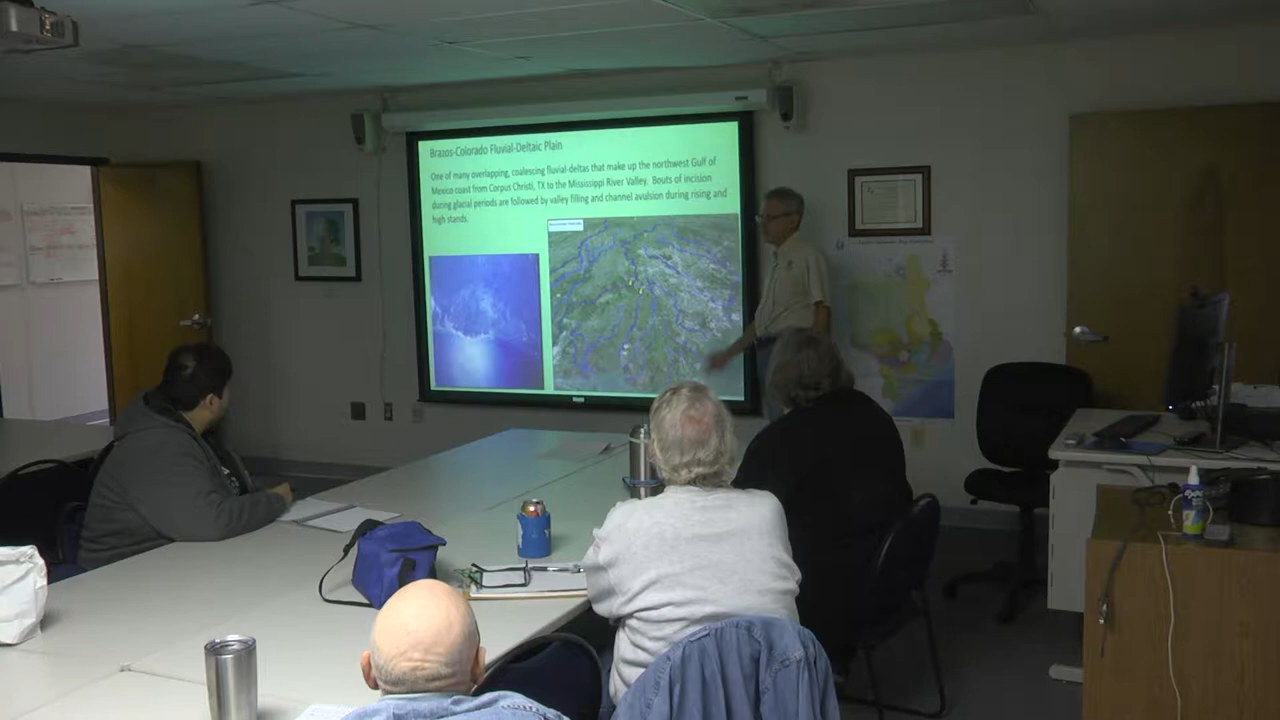 Brazos-Colorado Fluvial-Deltaic Plain
One of many overlapping, coalescing fluvial-deltas that make up the northwest Gulf of
Mexico coast from Corpus Christi, TX to the Mississippi River Valley. Bouts of incision
during glacial periods are followed by valley filling and channel avulsion during rising and
high stands.